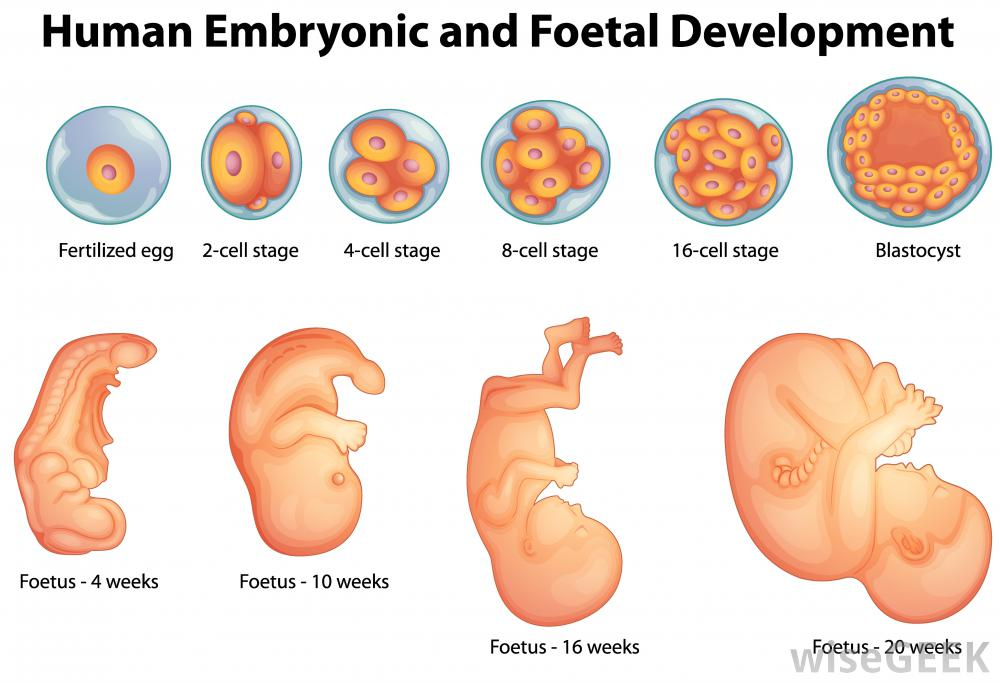 Human Embryonic and Foetal Development
Fertilized egg
2-cell stage
4-cell stage
8-cell stage
16-cell stage
Blastocyst
Foetus - 4 weeks
Foetus - 10 weeks
Foetus - 16 weeks
Foetus - 20 weeks
wiseGEEK